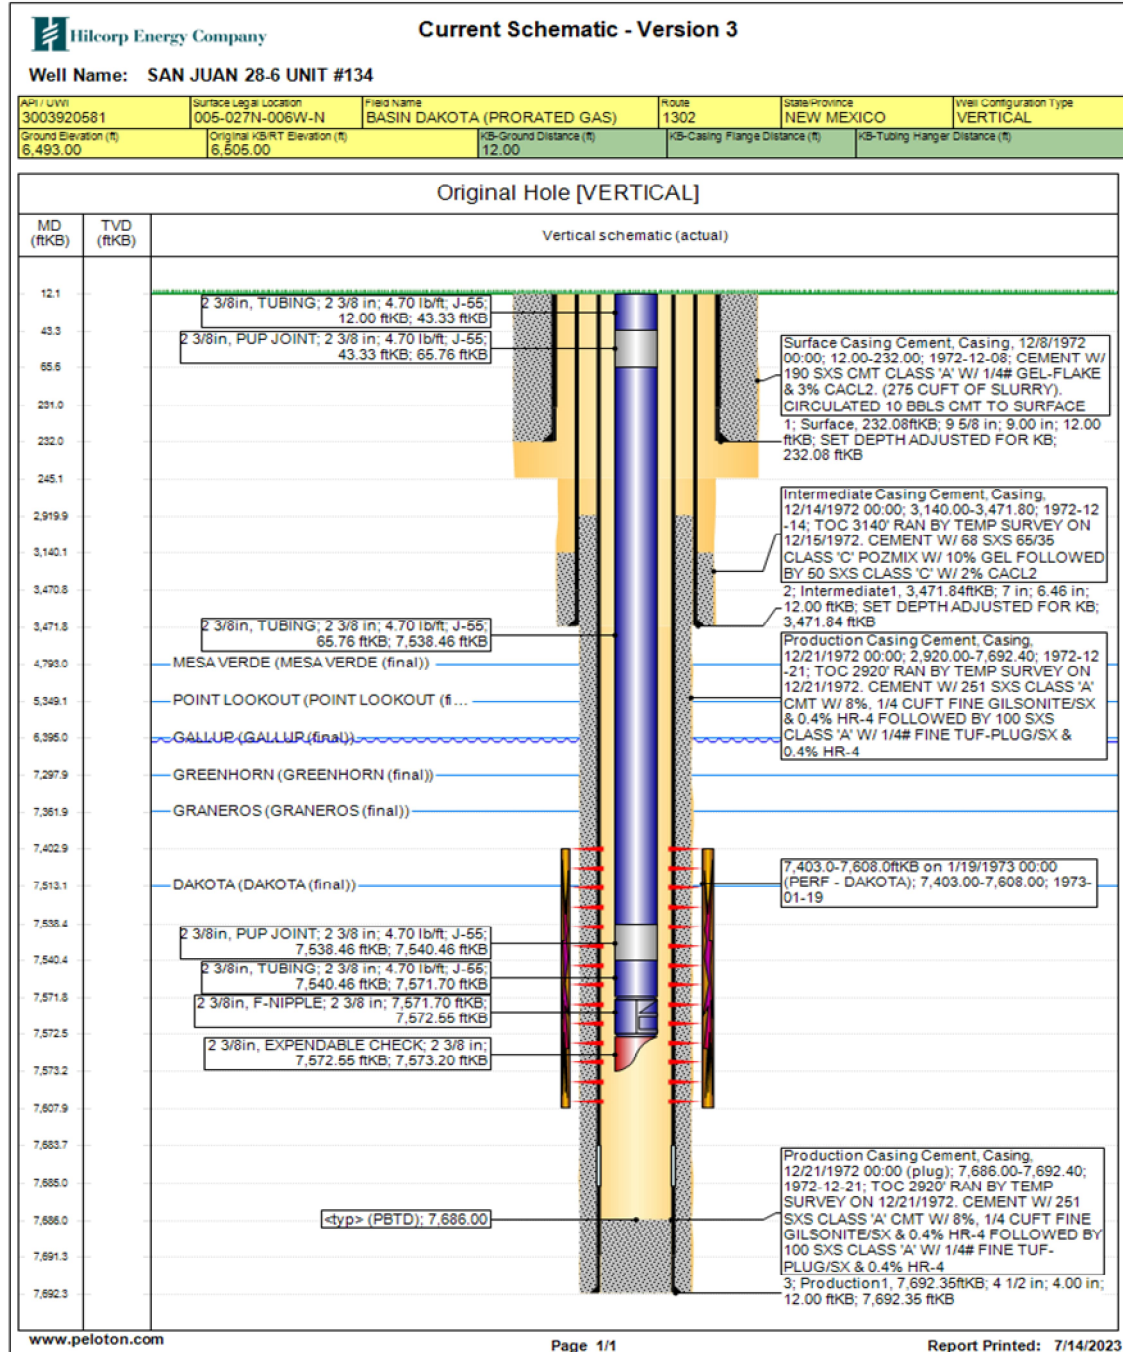 Hilcorp Energy Company
Current Schematic - Version 3
Well Name: SAN JUAN 28-6 UNIT #134
API / UWI
3003920581
Surface Legal Location
005-027N-006W-N
Field Name
BASIN DAKOTA (PRORATED GAS)
Route
1302
State/Province
NEW MEXICO
Well Configuration Type
VERTICAL
Ground Elevation (ft)
6,493.00
Original KB/RT Elevation (ft)
6,505.00
KB-Ground Distance (ft)
12.00
KB-Casing Flange Distance (ft)
KB-Tubing Hanger Distance (ft)
Original Hole [VERTICAL]
MD
(ftKB)
TVD
(ftKB)
Vertical schematic (actual)
12.1
43.3
65.6
231.0
232.0
245.1
2,919.9
3,140.1
3,470.8
3,471.8
4,793.0
5,349.1
6,395.0
7,297.9
7,361.9
7,402.9
7,513.1
7,538.4
7,540.4
7,571.8
7,572.5
7,573.2
7,607.9
7,683.7
7,685.0
7,686.0
7,691.3
7,692.3
2 3/8in, TUBING; 2 3/8 in; 4.70 lb/ft; J-55;
12.00 ftKB; 43.33 ftKB
2 3/8in, PUP JOINT; 2 3/8 in; 4.70 lb/ft; J-55;
43.33 ftKB; 65.76 ftKB
2 3/8in, TUBING; 2 3/8 in; 4.70 lb/ft; J-55;
65.76 ftKB; 7,538.46 ftKB
MESA VERDE (MESA VERDE (final))
POINT LOOKOUT (POINT LOOKOUT (fi...
GALLUP (GALLUP (final))
GREENHORN (GREENHORN (final))
GRANEROS (GRANEROS (final))
DAKOTA (DAKOTA (final))
2 3/8in, PUP JOINT; 2 3/8 in; 4.70 lb/ft; J-55;
7,538.46 ftKB; 7,540.46 ftKB
2 3/8in, TUBING; 2 3/8 in; 4.70 lb/ft; J-55;
7,540.46 ftKB; 7,571.70 ftKB
2 3/8in, F-NIPPLE; 2 3/8 in; 7,571.70 ftKB;
7,572.55 ftKB
2 3/8in, EXPENDABLE CHECK; 2 3/8 in;
7,572.55 ftKB; 7,573.20 ftKB
<typ> (PBTD); 7,686.00
Surface Casing Cement, Casing, 12/8/1972
00:00; 12.00-232.00; 1972-12-08; CEMENT W/
190 SXS CMT CLASS 'A' W/ 1/4# GEL-FLAKE
& 3% CACL2. (275 CUFT OF SLURRY).
CIRCULATED 10 BBLS CMT TO SURFACE
1; Surface, 232.08ftKB; 9 5/8 in; 9.00 in; 12.00
ftKB; SET DEPTH ADJUSTED FOR KB;
232.08 ftKB
Intermediate Casing Cement, Casing,
12/14/1972 00:00; 3,140.00-3,471.80; 1972-12
-14; TOC 3140' RAN BY TEMP SURVEY ON
12/15/1972. CEMENT W/ 68 SXS 65/35
CLASS 'C' POZMIX W/ 10% GEL FOLLOWED
BY 50 SXS CLASS 'C' W/ 2% CACL2
2; Intermediate1, 3,471.84ftKB; 7 in; 6.46 in;
12.00 ftKB; SET DEPTH ADJUSTED FOR KB;
3,471.84 ftKB
Production Casing Cement, Casing,
12/21/1972 00:00; 2,920.00-7,692.40; 1972-12
-21; TOC 2920' RAN BY TEMP SURVEY ON
12/21/1972. CEMENT W/ 251 SXS CLASS 'A'
CMT W/ 8%, 1/4 CUFT FINE GILSONITE/SX
& 0.4% HR-4 FOLLOWED BY 100 SXS
CLASS 'A' W/ 1/4# FINE TUF-PLUG/SX &
0.4% HR-4
7,403.0-7,608.0ftKB on 1/19/1973 00:00
(PERF - DAKOTA); 7,403.00-7,608.00; 1973-
01-19
Production Casing Cement, Casing,
12/21/1972 00:00 (plug); 7,686.00-7,692.40;
1972-12-21; TOC 2920' RAN BY TEMP
SURVEY ON 12/21/1972. CEMENT W/ 251
SXS CLASS 'A' CMT W/ 8%, 1/4 CUFT FINE
GILSONITE/SX & 0.4% HR-4 FOLLOWED BY
100 SXS CLASS 'A' W/ 1/4# FINE TUF-
PLUG/SX & 0.4% HR-4
3; Production1, 7,692.35ftKB; 4 1/2 in; 4.00 in;
12.00 ftKB; 7,692.35 ftKB
www.peloton.com
Page 1/1
Report Printed: 7/14/2023